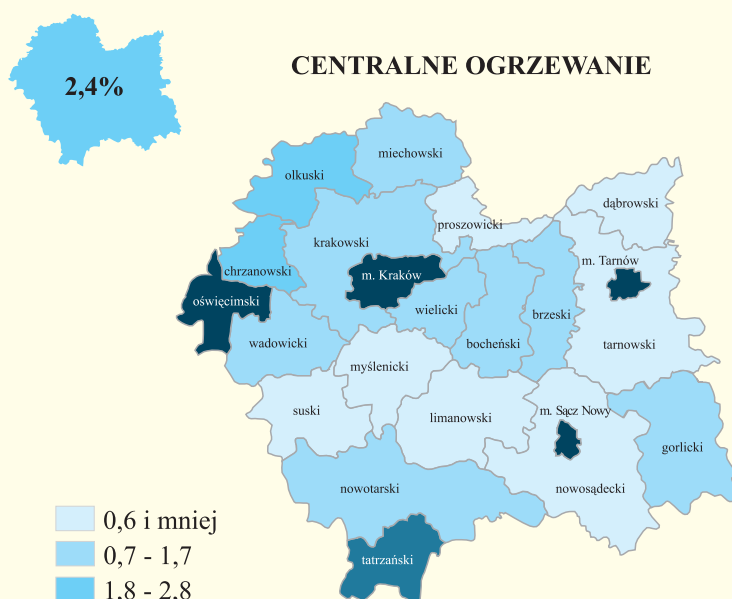 CENTRALNE OGRZEWANIE
2,4%
miechowski
olkuski
dąbrowski
proszowicki
krakowski
m. Tarnów
chrzanowski
m. Kraków
oświęcimski
wielicki
brzeski
wadowicki
bocheński
tarnowski
myślenicki
suski
limanowski
m. Sącz Nowy
gorlicki
nowotarski
nowosądecki
tatrzański
0,6 i mniej
0,7 - 1,7
1,8 - 2,8